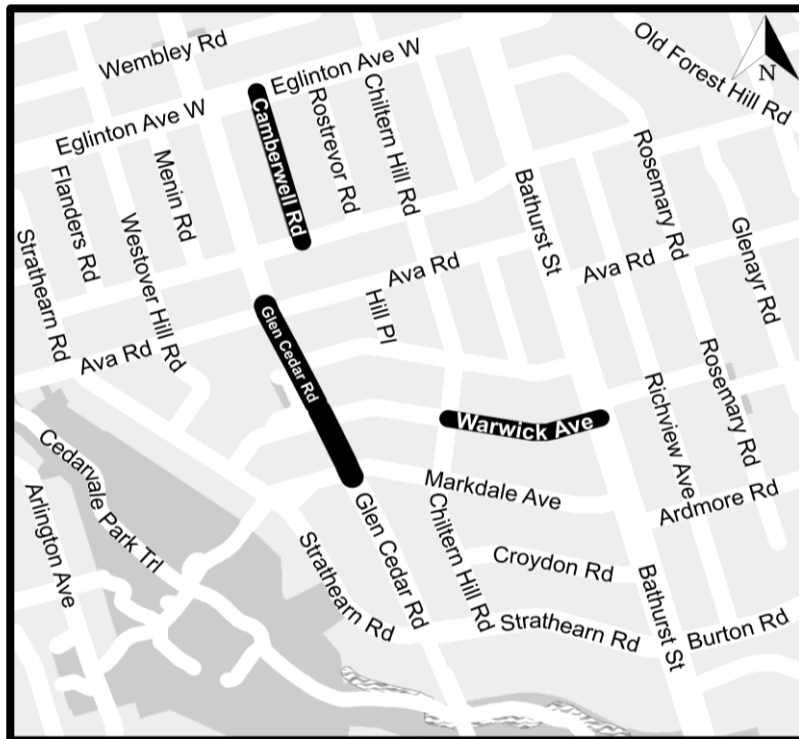 Wembley Rd
Old Forest Hill Rd
N
Eglinton Ave W
Eglinton Ave W
Camberwell Rd
Rostrevor Rd
Chiltern Hill Rd
Menin Rd
Flanders Rd
Westover Hill Rd
Strathearn Rd
Bathurst St
Rosemary Rd
Glenayr Rd
Ava Rd
Ava Rd
Ava Rd
Hill Pl
Glen Cedar Rd
Warwick Ave
Richview Ave
Rosemary Rd
Cedarvale Park Trl
Arlington Ave
Markdale Ave
Ardmore Rd
Glen Cedar Rd
Chiltern Hill Rd
Croydon Rd
Strathearn Rd
Strathearn Rd
Bathurst St
Burton Rd